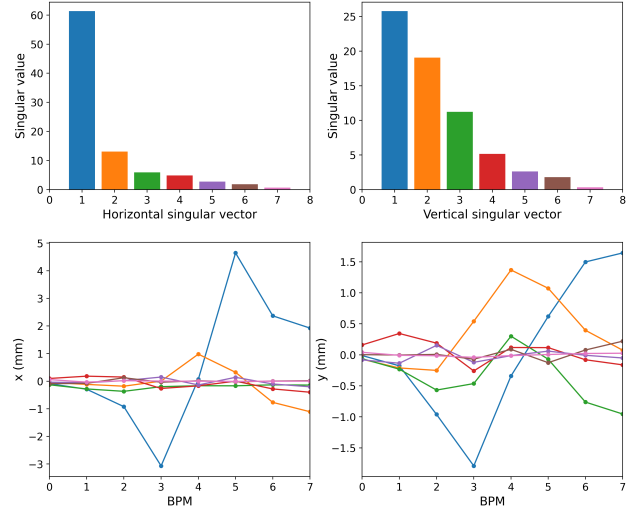 60
50
40
30
20
10
0
Singular value
0 1 2 3 4 5 6 7 8
Horizontal singular vector
25
20
15
10
5
0
Singular value
0 1 2 3 4 5 6 7 8
Vertical singular vector
5
4
3
2
1
0
−1
−2
−3
x (mm)
0 1 2 3 4 5 6 7
BPM
1.5
1.0
0.5
0.0
−0.5
−1.0
−1.5
y (mm)
0 1 2 3 4 5 6 7
BPM